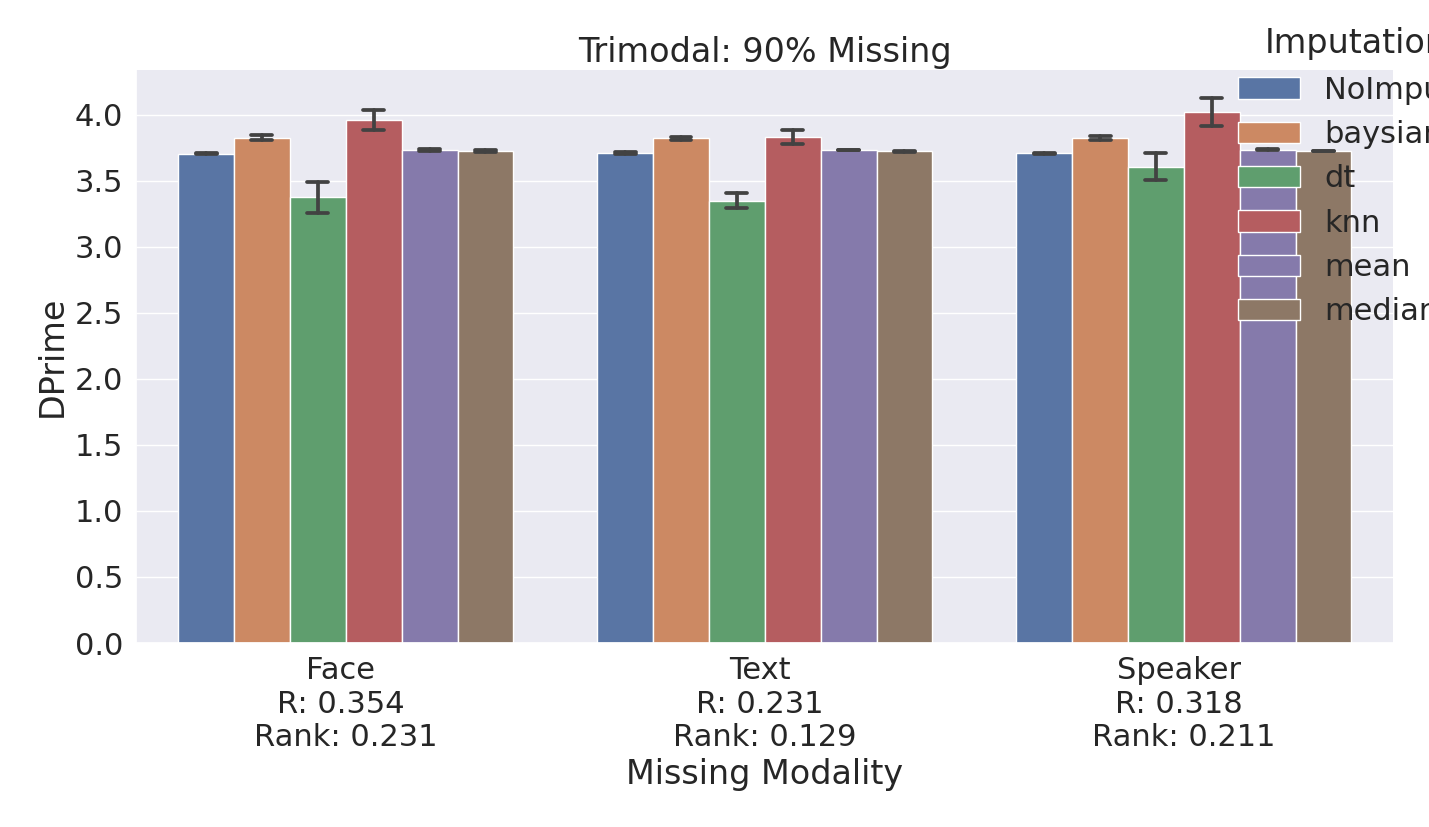 Trimodal: 90% Missing
Imputation
NoImpu
baysian
dt
knn
mean
median
DPrime
4.0
3.5
3.0
2.5
2.0
1.5
1.0
0.5
0.0
Face
R: 0.354
Rank: 0.231
Text
R: 0.231
Rank: 0.129
Speaker
R: 0.318
Rank: 0.211
Missing Modality